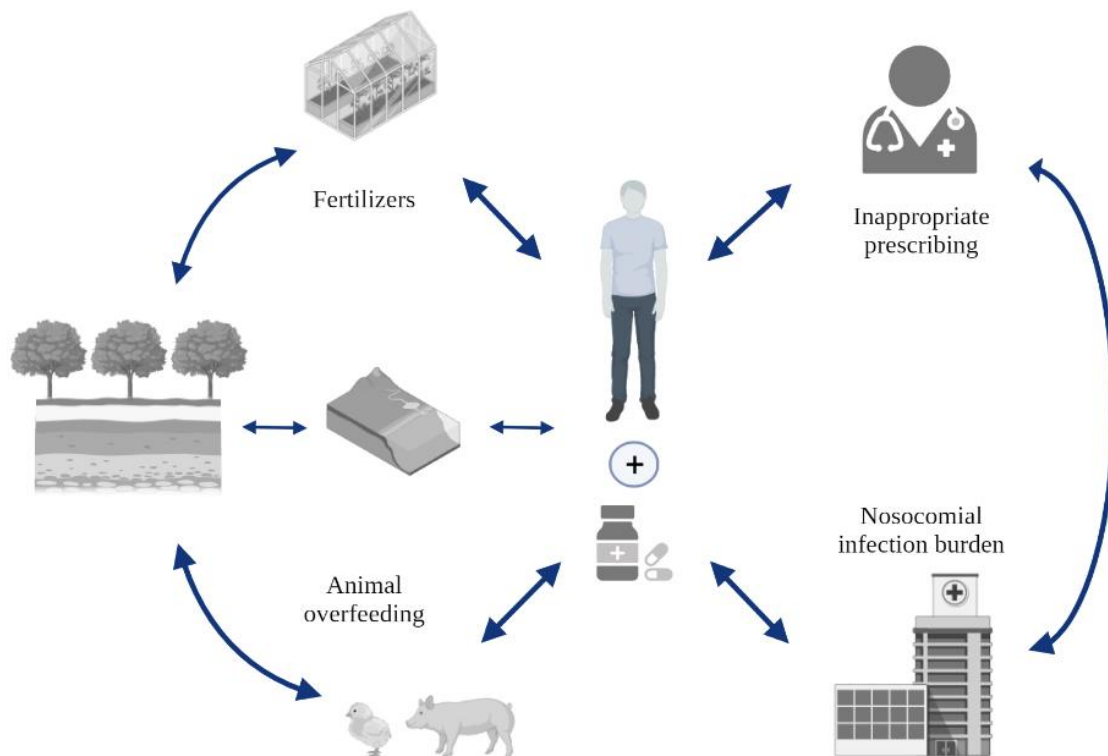 Fertilizers
Inappropriate
prescribing
Nosocomial
infection burden
Animal
overfeeding